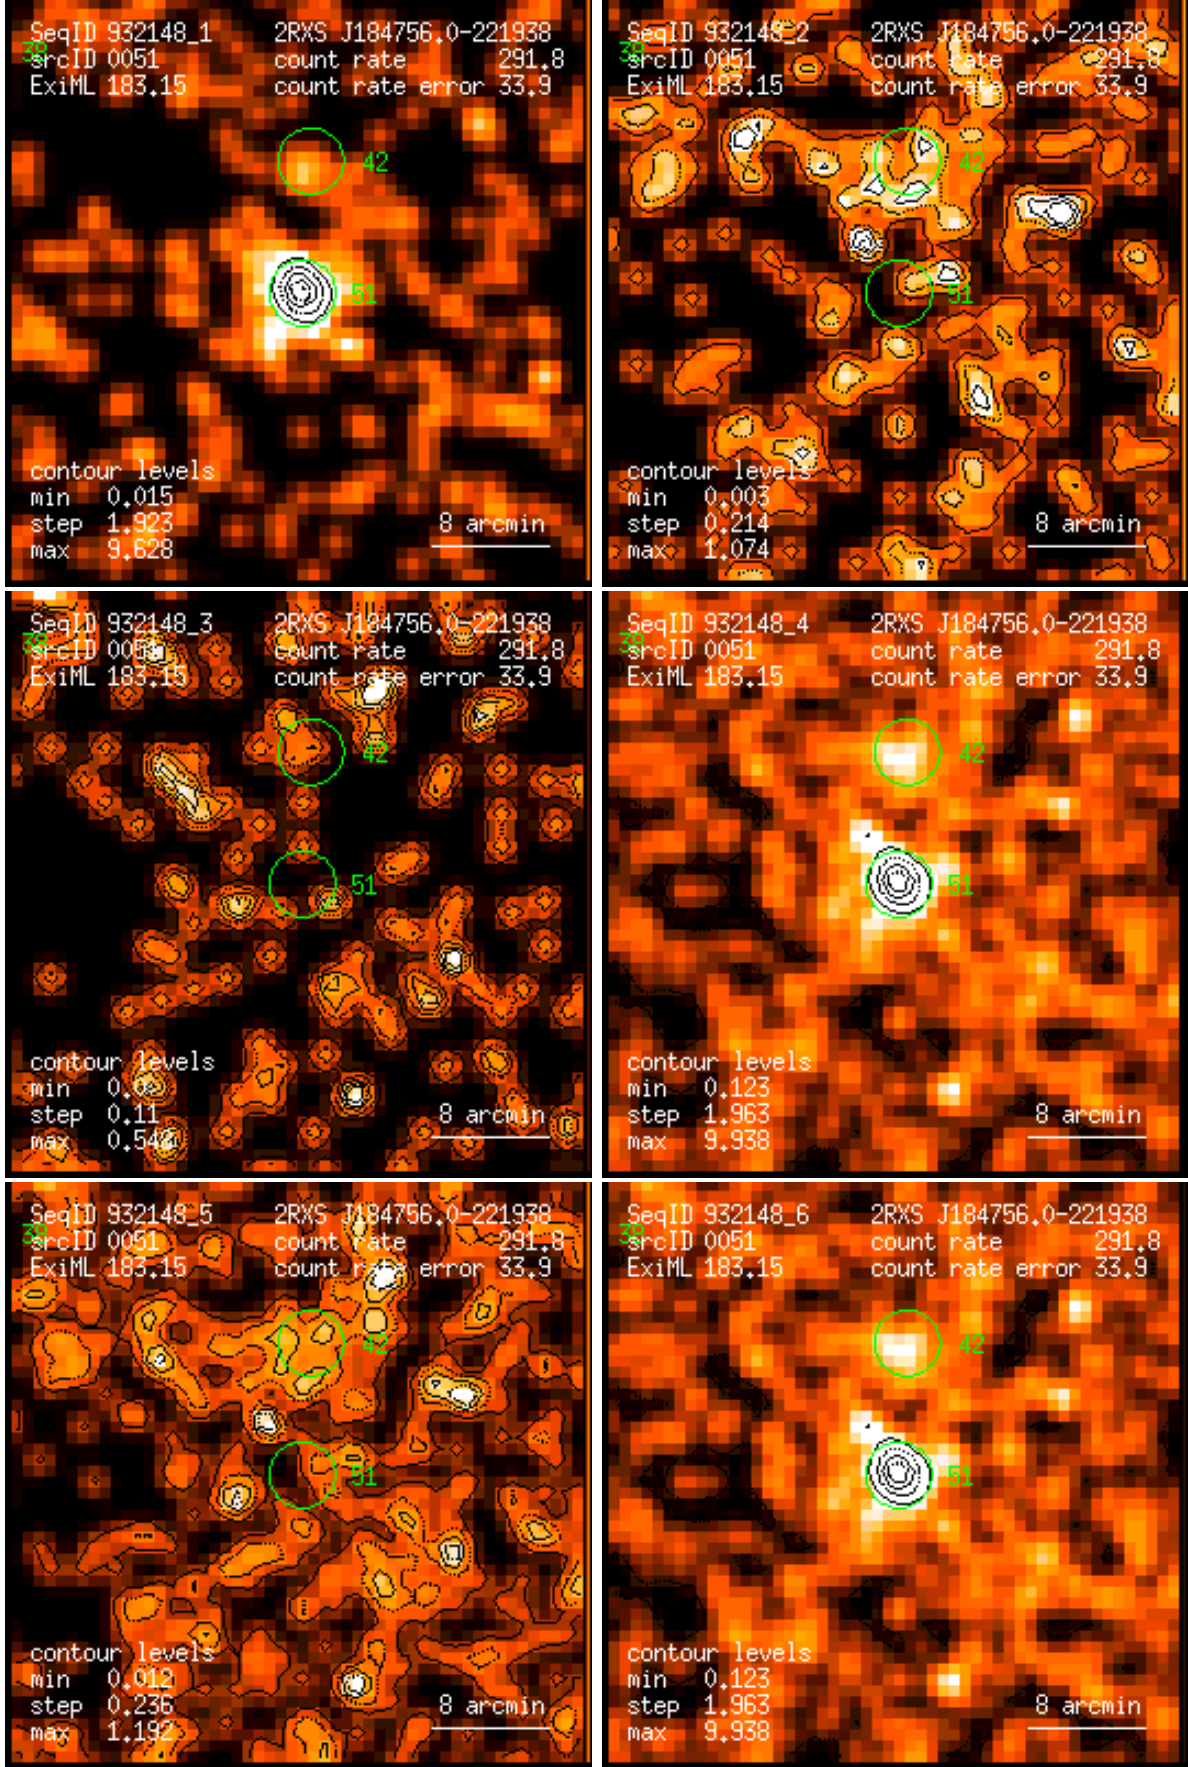 SeqID 932148_1 2RXS J184756.0-221938
39
srcID 0051 count rate 291.8
ExiML 183.15 count rate error 33.9
42
51
contour levels
min 0.015
step 1.923 8 arcmin
max 9.628
SeqID 932148_2 2RXS J184756.0-221938
39
srcID 0051 count rate 291.8
ExiML 183.15 count rate error 33.9
42
51
contour levels
min 0.003
step 0.214 8 arcmin
max 1.074
SeqID 932148_3 2RXS J184756.0-221938
39
srcID 0051 count rate 291.8
ExiML 183.15 count rate error 33.9
42
51
contour levels
min
step 0.11 8 arcmin
max
SeqID 932148_4 2RXS J184756.0-221938
39
srcID 0051 count rate 291.8
ExiML 183.15 count rate error 33.9
42
51
contour levels
min 0.123
step 1.963 8 arcmin
max 9.938
SeqID 932148_5 2RXS J184756.0-221938
39
srcID 0051 count rate 291.8
ExiML 183.15 count rate error 33.9
42
51
contour levels
min 0.012
step 0.236 8 arcmin
max 1.192
SeqID 932148_6 2RXS J184756.0-221938
39
srcID 0051 count rate 291.8
ExiML 183.15 count rate error 33.9
42
51
contour levels
min 0.123
step 1.963 8 arcmin
max 9.938